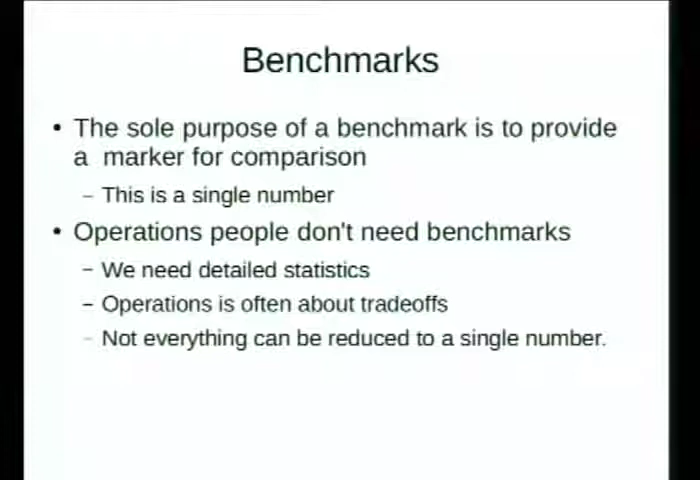 Benchmarks
• The sole purpose of a benchmark is to provide
a marker for comparison
– This is a single number
• Operations people don't need benchmarks
– We need detailed statistics
– Operations is often about tradeoffs
– Not everything can be reduced to a single number.